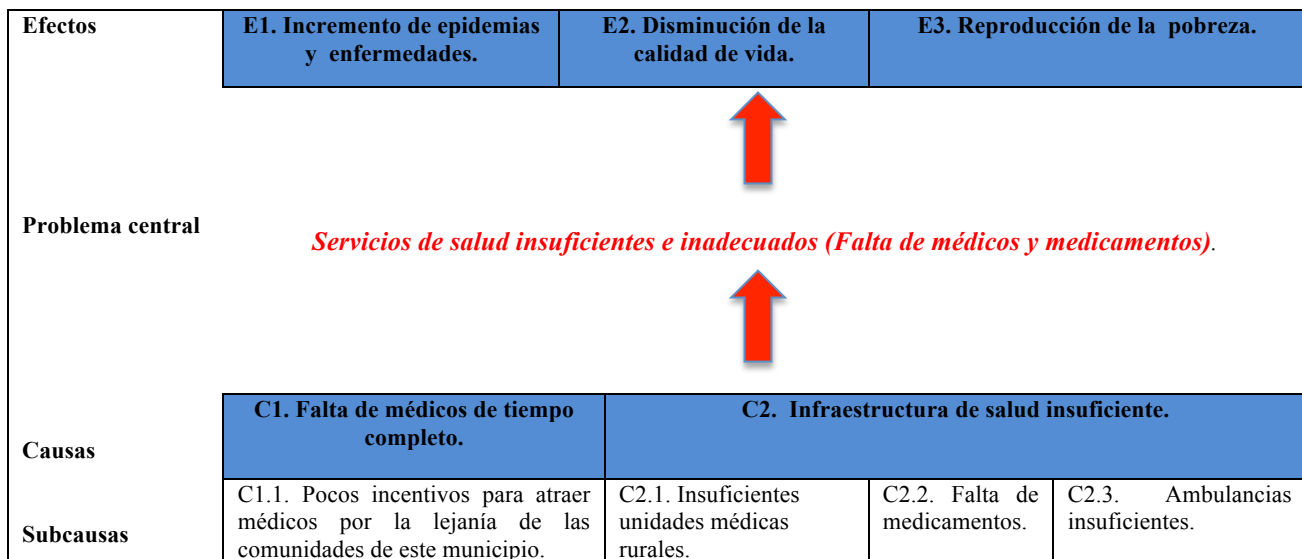 Efectos
E1. Incremento de epidemias
y enfermedades.
E2. Disminución de la
calidad de vida.
E3. Reproducción de la pobreza.
Problema central
Servicios de salud insuficientes e inadecuados (Falta de médicos y medicamentos).
Causas
C1. Falta de médicos de tiempo
completo.
C2. Infraestructura de salud insuficiente.
Subcausas
C1.1. Pocos incentivos para atraer
médicos por la lejanía de las
comunidades de este municipio.
C2.1. Insuficientes
unidades médicas
rurales.
C2.2. Falta de
medicamentos.
C2.3. Ambulancias
insuficientes.